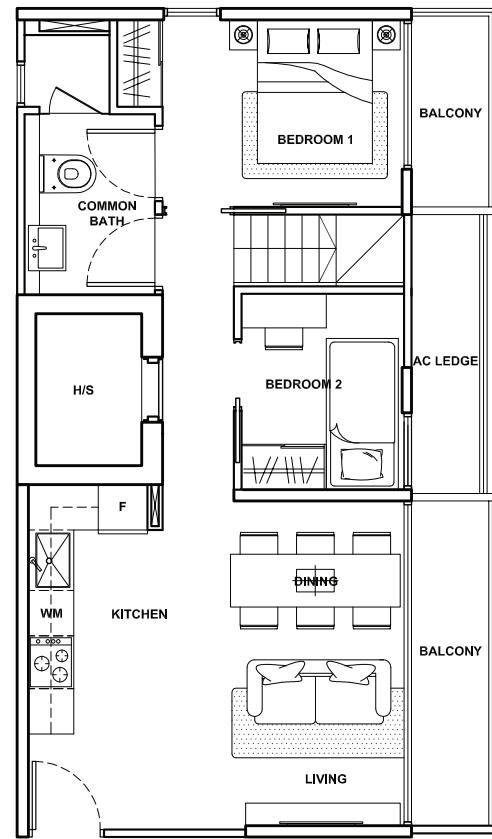 BALCONY
BEDROOM 1
COMMON
BATH
AC LEDGE
BEDROOM 2
H/S
F
DINING
WM
KITCHEN
BALCONY
LIVING